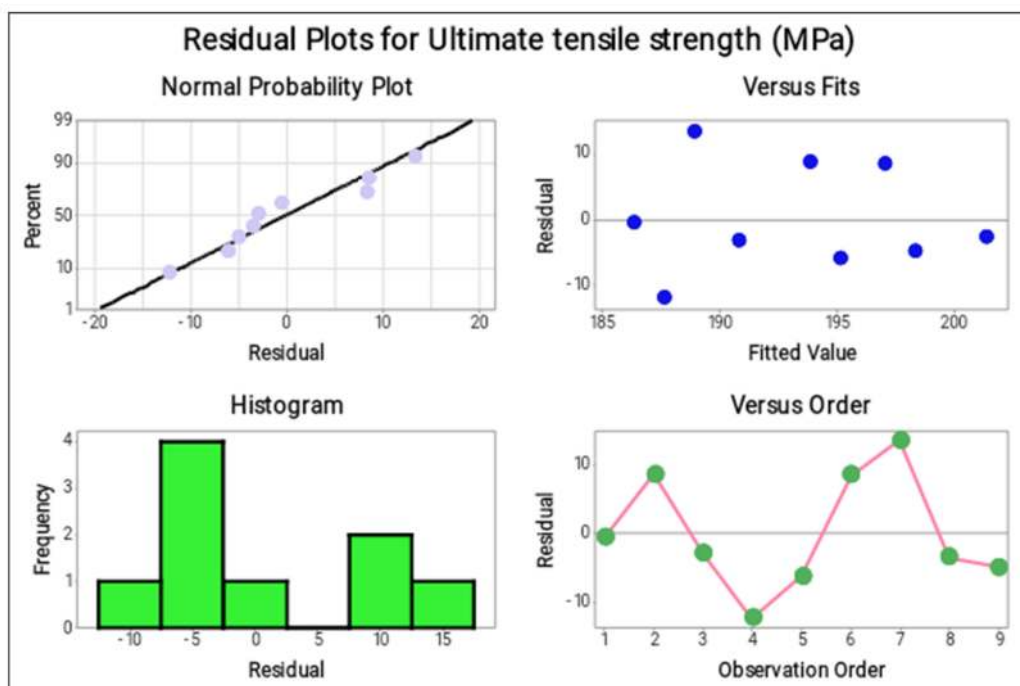 Residual Plots for Ultimate tensile strength (MPa)
Normal Probability Plot
99
90
50
10
1
Percent
-20 -10 0 10 20
Residual
Versus Fits
10
0
-10
Residual
185 190 195 200
Fitted Value
Histogram
4
3
2
1
0
Frequency
-10 -5 0 5 10 15
Residual
Versus Order
10
0
-10
Residual
1 2 3 4 5 6 7 8 9
Observation Order